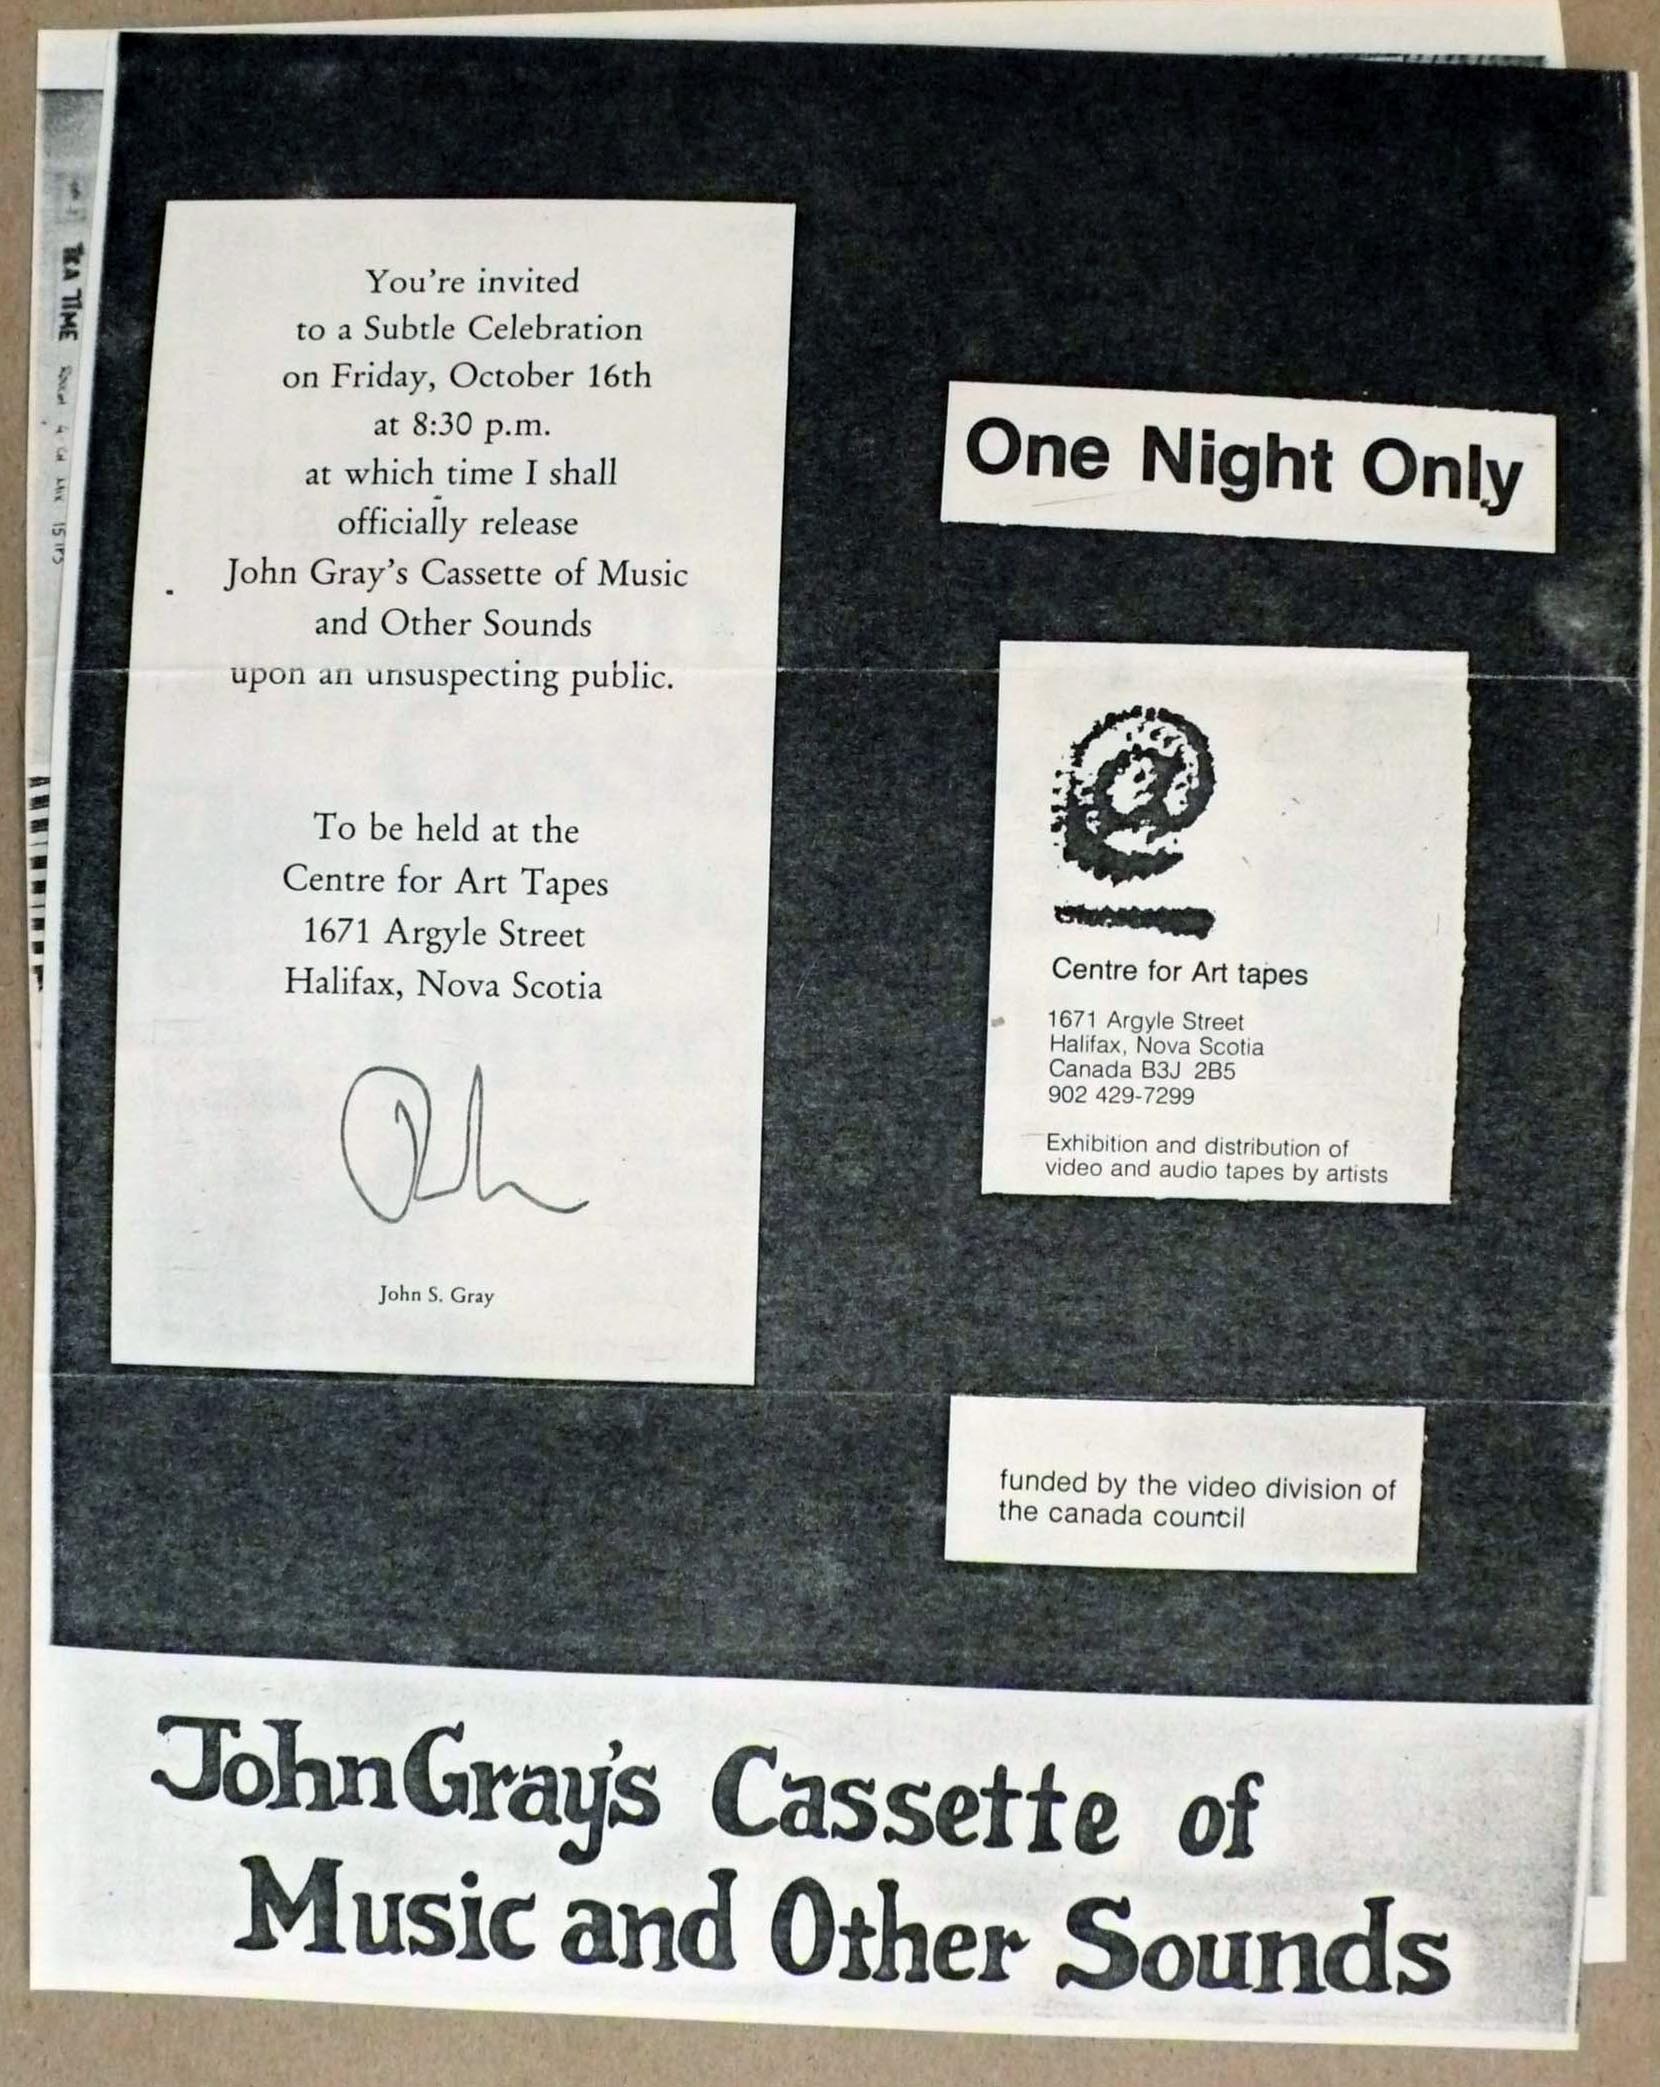 TEA TIME
15 IPS
You're invited
to a Subtle Celebration
on Friday, October 16th
at 8:30 p.m.
at which time I shall
officially release
John Gray's Cassette of Music
and Other Sounds
upon an unsuspecting public.
To be held at the
Centre for Art Tapes
1671 Argyle Street
Halifax, Nova Scotia
John S. Gray
One Night Only
Centre for Art tapes
1671 Argyle Street
Halifax, Nova Scotia
Canada B3J 2B5
902 429-7299
Exhibition and distribution of
video and audio tapes by artists
funded by the video division of
the canada council
John Gray's Cassette of
Music and Other Sounds